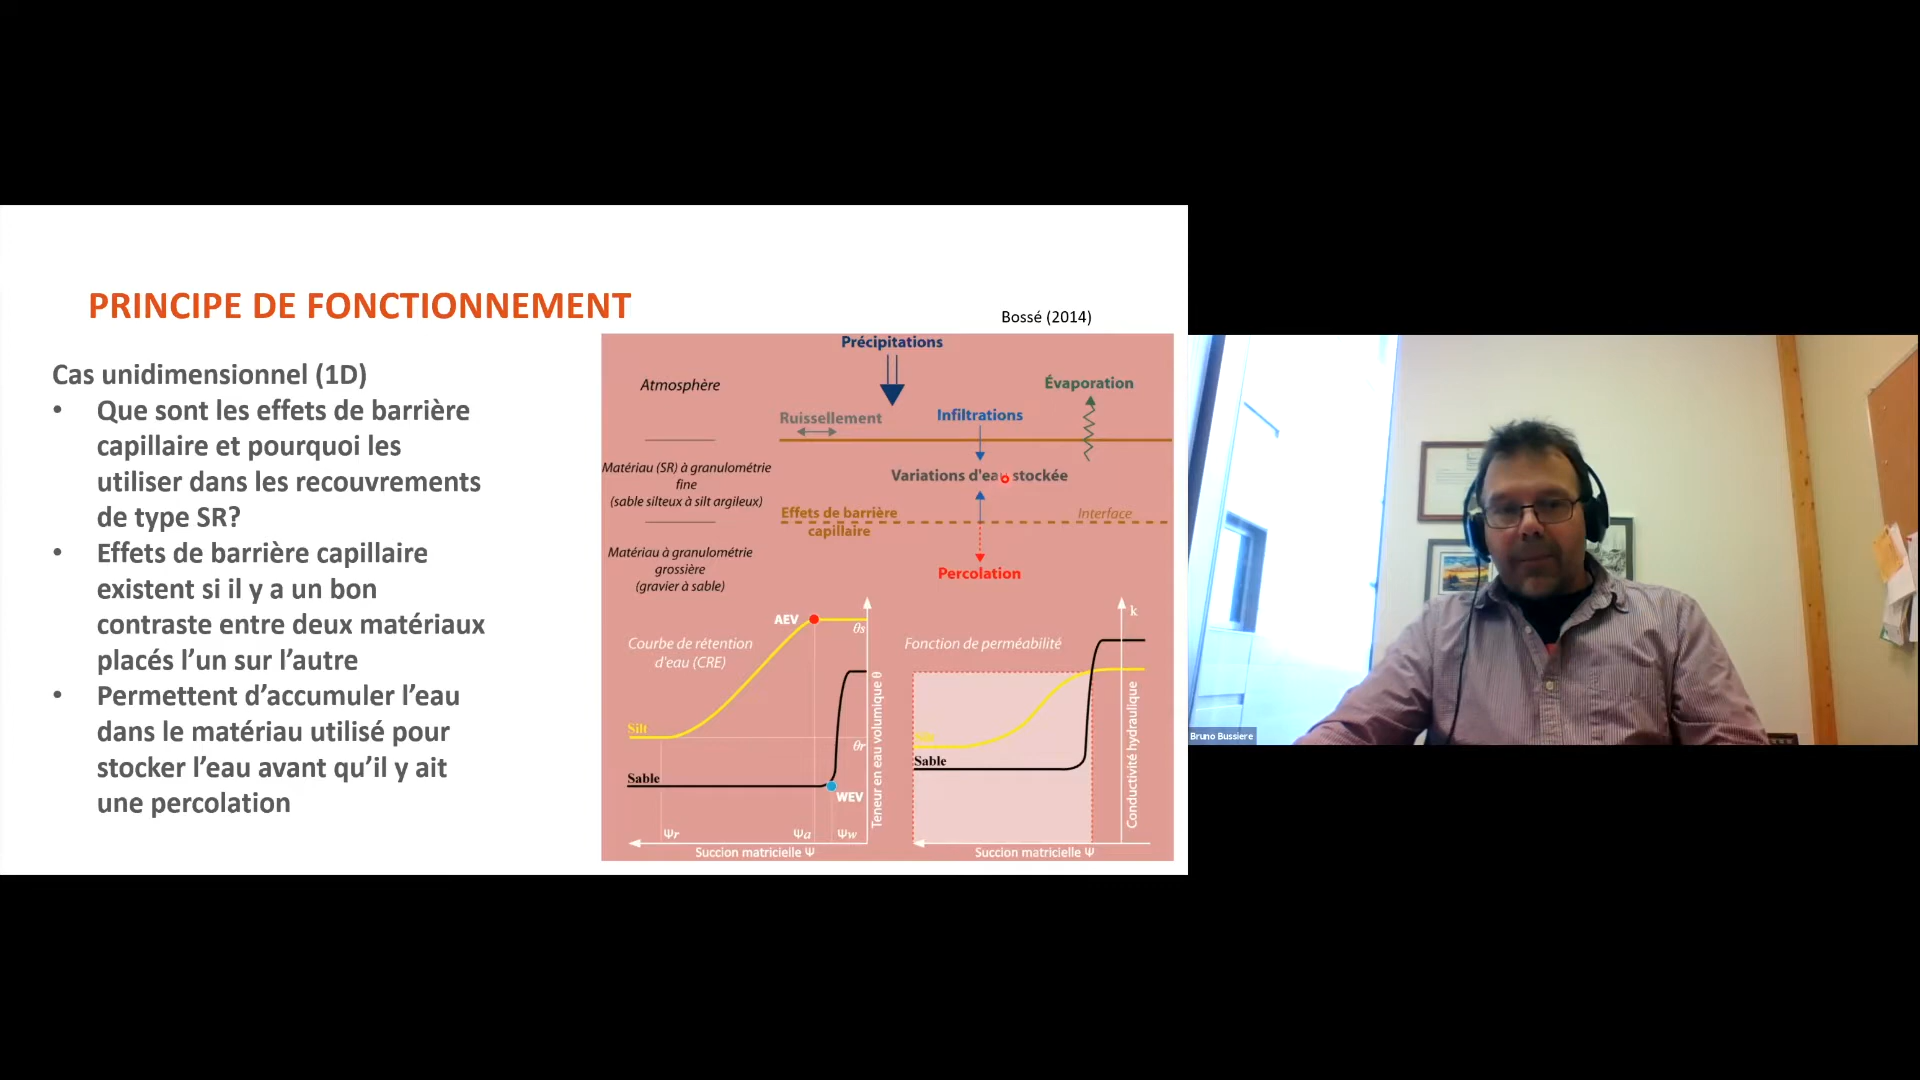 PRINCIPE DE FONCTIONNEMENT
Bossé (2014)
Cas unidimensionnel (1D)
• Que sont les effets de barrière
capillaire et pourquoi les
utiliser dans les recouvrements
de type SR?
• Effets de barrière capillaire
existent si il y a un bon
contraste entre deux matériaux
placés l’un sur l’autre
• Permettent d’accumuler l’eau
dans le matériau utilisé pour
stocker l’eau avant qu’il y ait
une percolation
Précipitations
Atmosphère
Évaporation
Ruissellement
Infiltrations
Matériau (SR) à granulométrie
fine
(sable silteux à silt argileux)
Variations d'eau stockée
Effets de barrière
capillaire
Interface
Matériau à granulométrie
grossière
(gravier à sable)
Percolation
AEV
θs
Courbe de rétention
d'eau (CRE)
Silt
θr
Sable
WEV
Teneur en eau volumique θ
Ψr
Ψa
Ψw
Succion matricielle Ψ
k
Fonction de perméabilité
Silt
Sable
Conductivité hydraulique
Succion matricielle Ψ
Bruno Bussiere